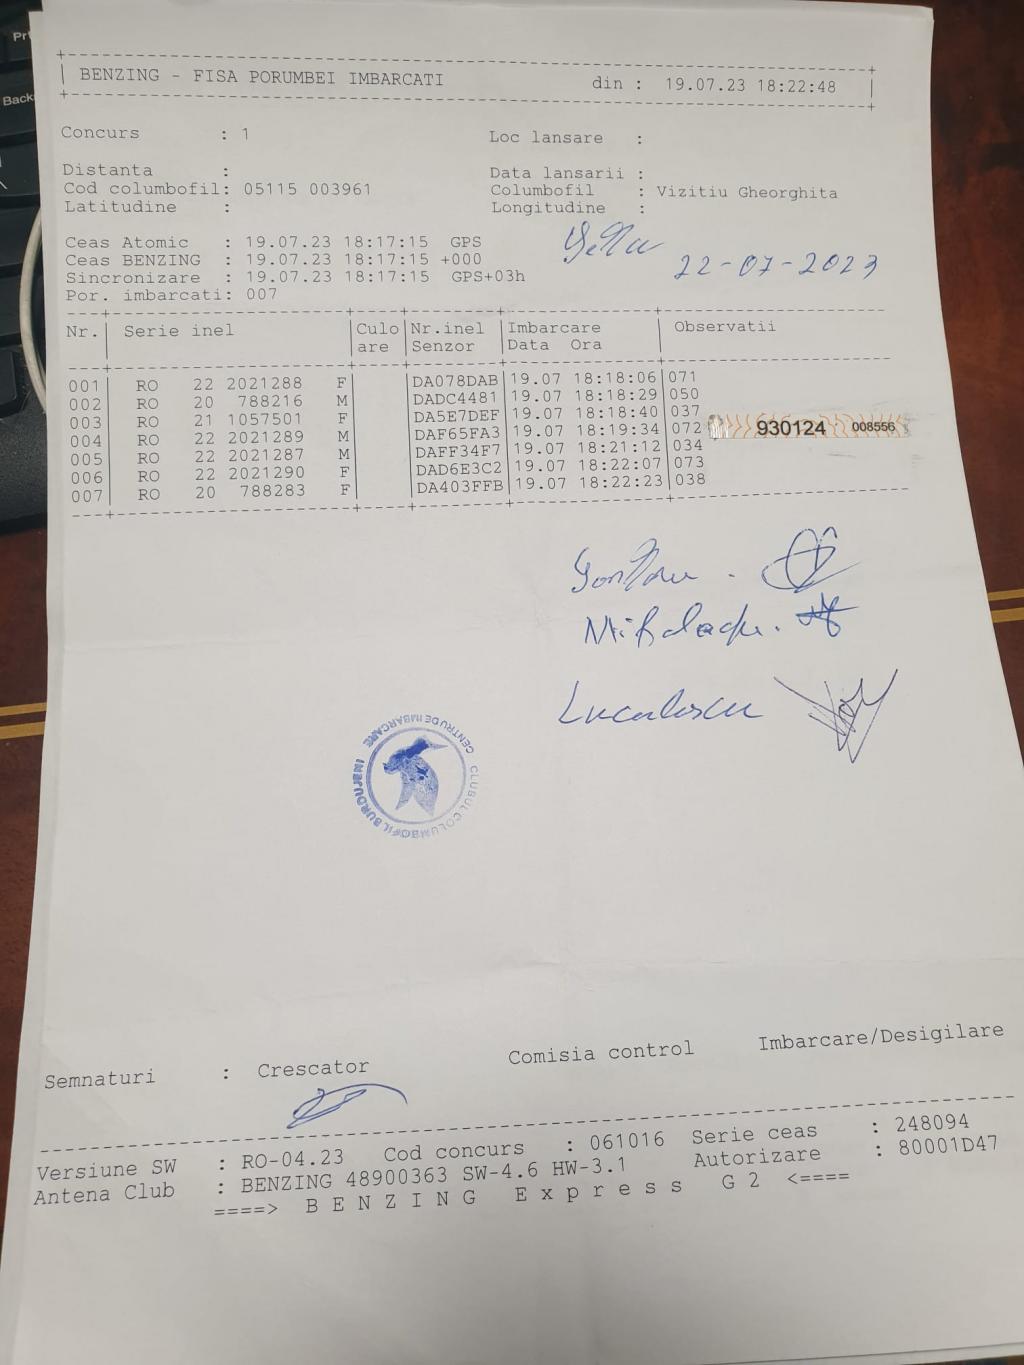 BENZING - FISA PORUMBEI IMBARCATI din : 19.07.23 18:22:48
Concurs : 1 Loc lansare :
Distanta : Data lansarii :
Cod columbofil: 05115 003961 Columbofil : Vizitiu Gheorghita
Latitudine : Longitudine :
Ceas Atomic : 19.07.23 18:17:15 GPS
Ceas BENZING : 19.07.23 18:17:15 +000
22-07-2023
Sincronizare : 19.07.23 18:17:15 GPS+03h
Por. imbarcati: 007
Nr. Serie inel Culo Nr.inel Imbarcare Observatii
are Senzor Data Ora
001 RO 22 2021288 F DA078DAB 19.07 18:18:06 071
002 RO 20 788216 M DADC4481 19.07 18:18:29 050
003 RO 21 1057501 F DA5E7DEF 19.07 18:18:40 037
004 RO 22 2021289 M DAF65FA3 19.07 18:19:34 072
930124 008556
005 RO 22 2021287 M DAFF34F7 19.07 18:21:12 034
006 RO 22 2021290 F DAD6E3C2 19.07 18:22:07 073
007 RO 20 788283 F DA403FFB 19.07 18:22:23 038
Luculescu
CLUBUL COLUMBOFIL BURDUJENI
CENTRU DE IMBARCARE
Semnaturi : Crescator Comisia control Imbarcare/Desigilare
Versiune SW : RO-04.23 Cod concurs : 061016 Serie ceas : 248094
Antena Club : BENZING 48900363 SW-4.6 HW-3.1 Autorizare : 80001D47
====> B E N Z I N G E x p r e s s G 2 <====